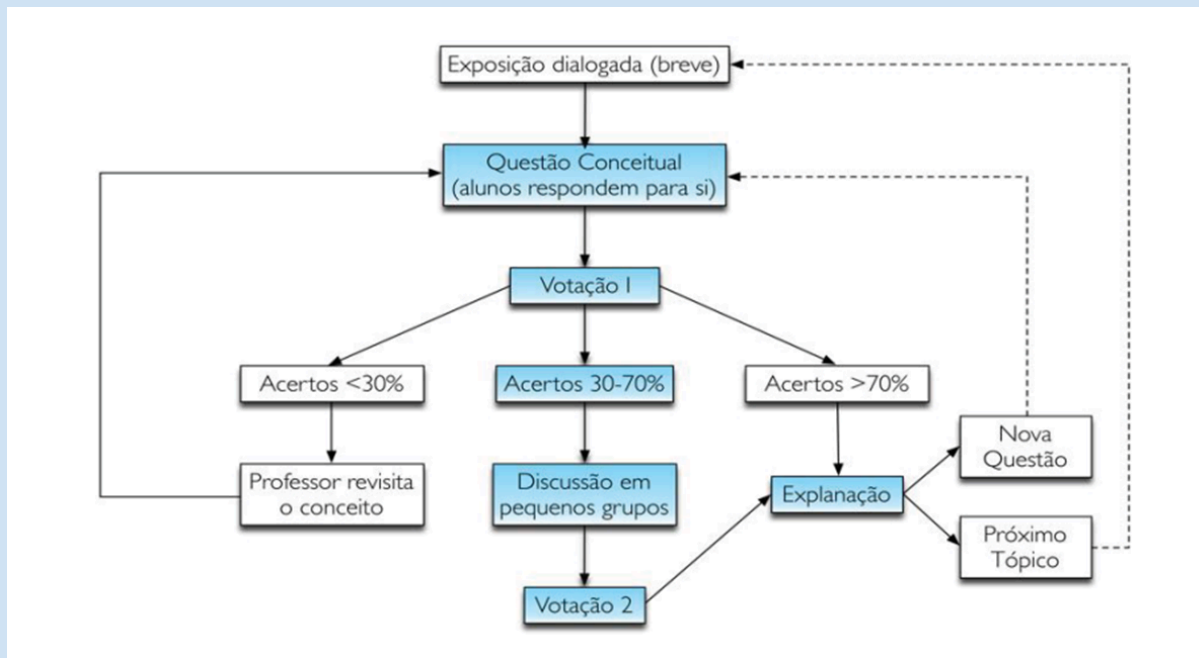 Exposição dialogada (breve)
Questão Conceitual
(alunos respondem para si)
Votação I
Acertos <30%
Acertos 30-70%
Acertos >70%
Professor revisita
o conceito
Discussão em
pequenos grupos
Explanação
Nova
Questão
Próximo
Tópico
Votação 2